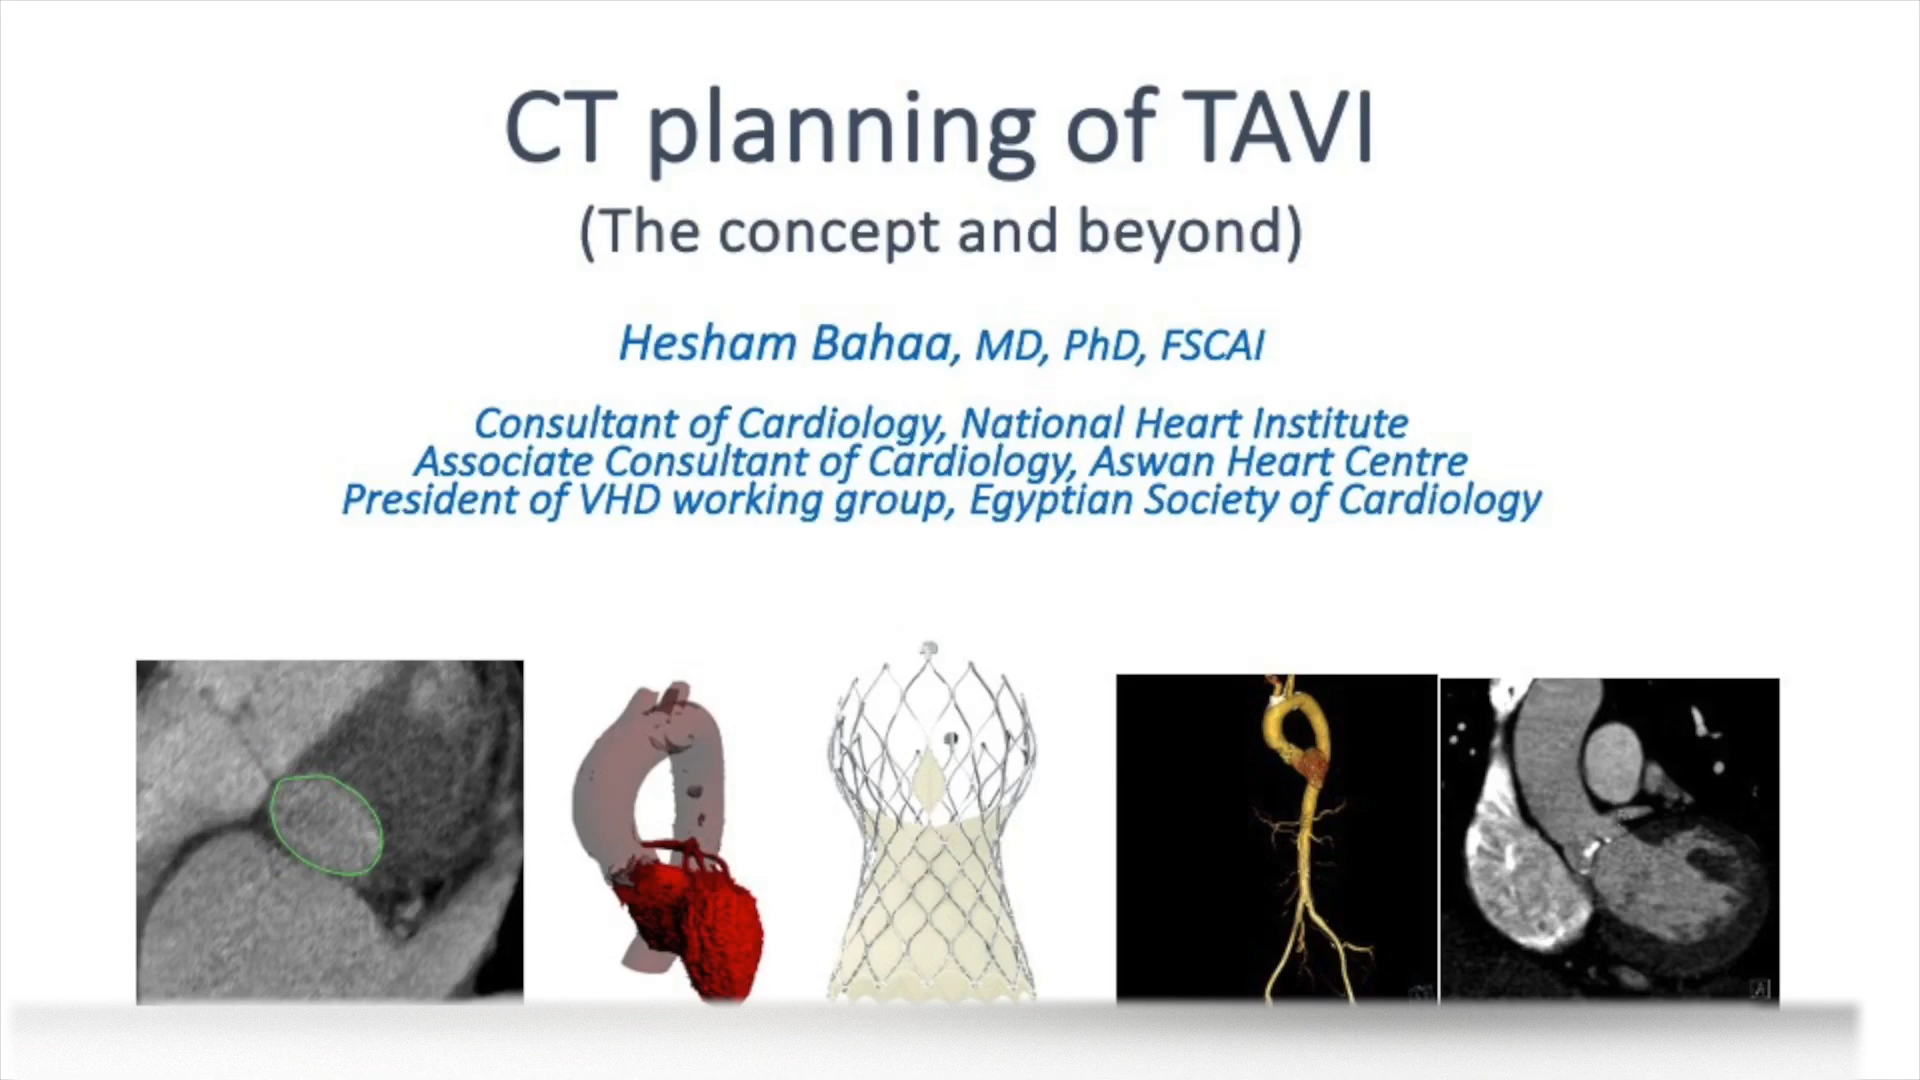 CT planning of TAVI
(The concept and beyond)
Hesham Bahaa, MD, PhD, FSCAI
Consultant of Cardiology, National Heart Institute
Associate Consultant of Cardiology, Aswan Heart Centre
President of VHD working group, Egyptian Society of Cardiology
A